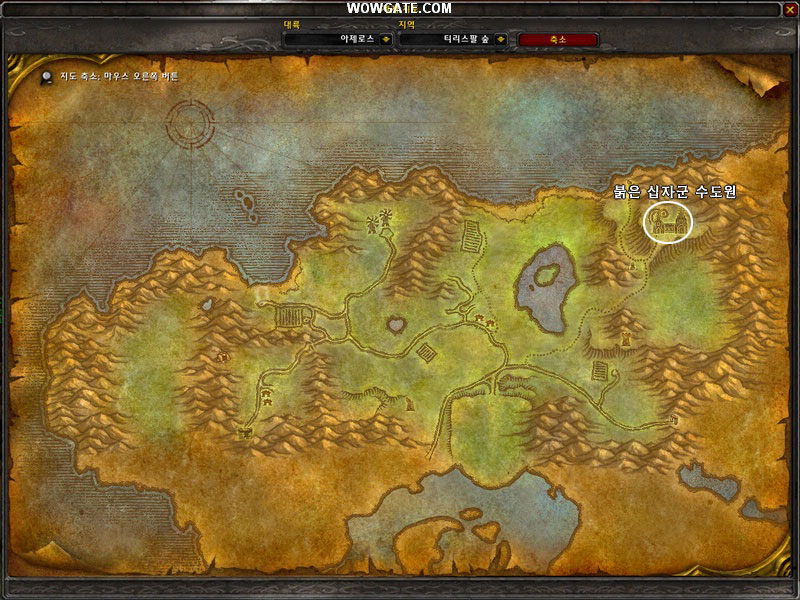 WOWGATE.COM
대륙 지역
아제로스 티리스팔 숲 축소
지도 축소: 마우스 오른쪽 버튼
붉은 십자군 수도원